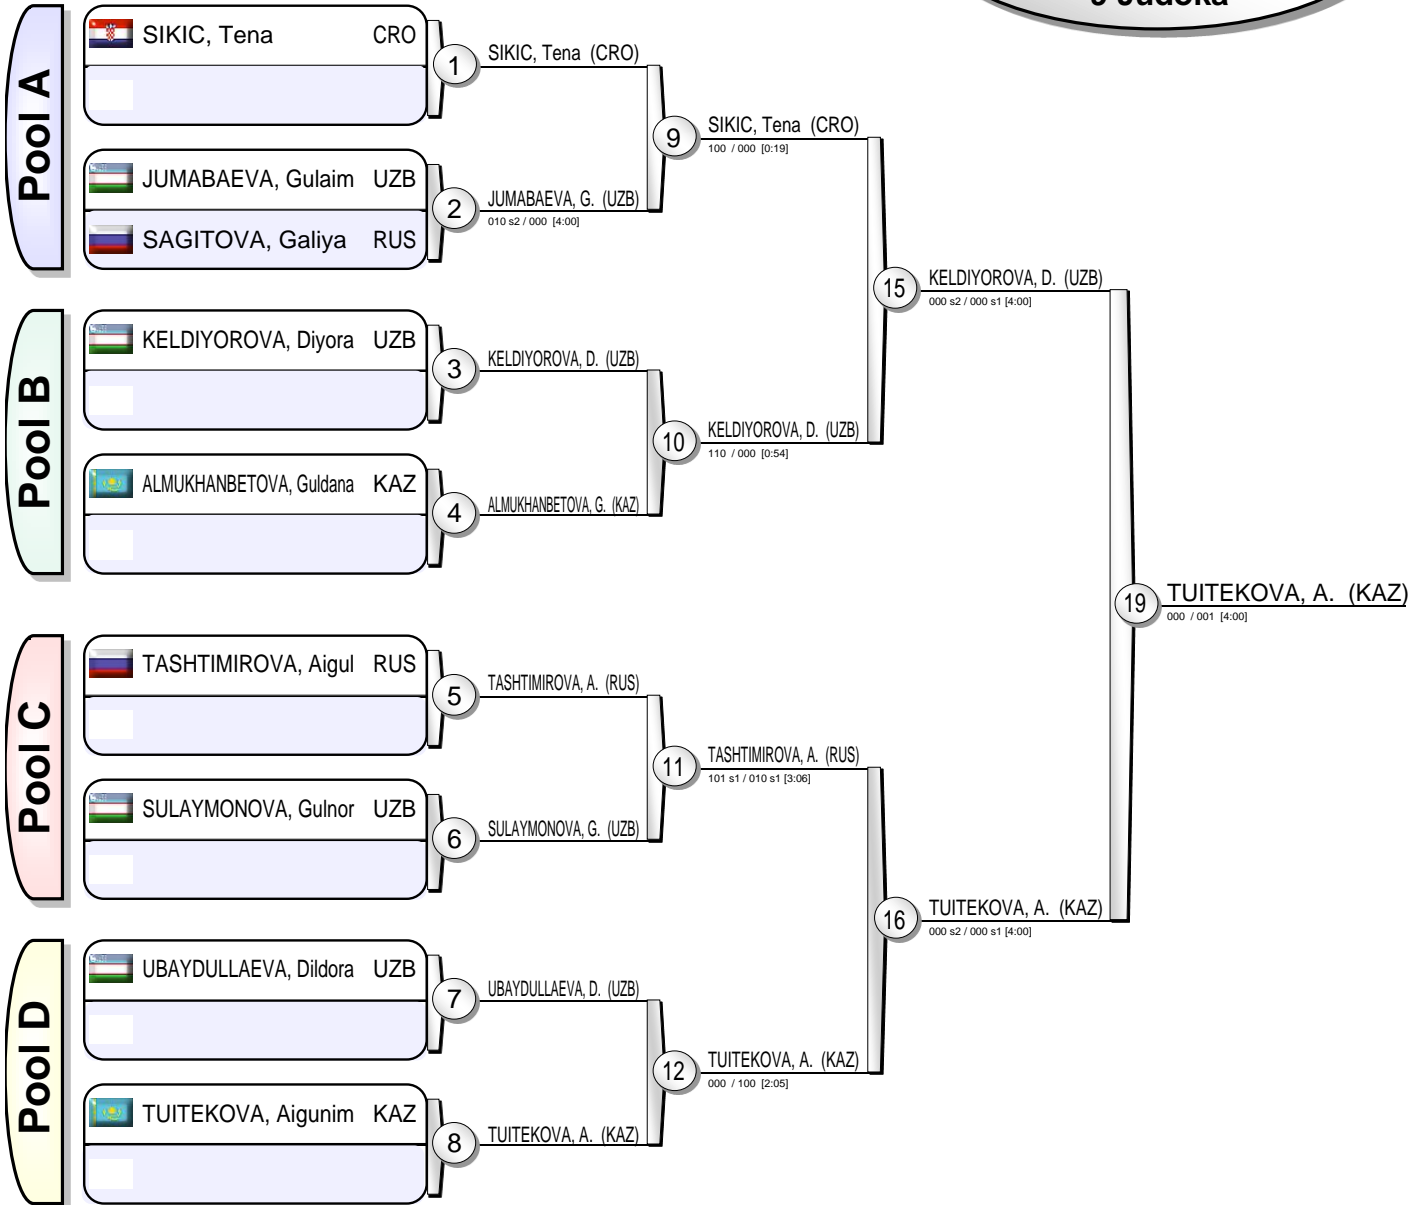 9 Judoka
Pool A
SIKIC, Tena CRO
1
SIKIC, Tena (CRO)
JUMABAEVA, Gulaim UZB
SAGITOVA, Galiya RUS
2
JUMABAEVA, G. (UZB)
010 s2 / 000 [4:00]
9
SIKIC, Tena (CRO)
100 / 000 [0:19]
Pool B
KELDIYOROVA, Diyora UZB
3
KELDIYOROVA, D. (UZB)
ALMUKHANBETOVA, Guldana KAZ
4
ALMUKHANBETOVA, G. (KAZ)
10
KELDIYOROVA, D. (UZB)
110 / 000 [0:54]
15
KELDIYOROVA, D. (UZB)
000 s2 / 000 s1 [4:00]
Pool C
TASHTIMIROVA, Aigul RUS
5
TASHTIMIROVA, A. (RUS)
SULAYMONOVA, Gulnor UZB
6
SULAYMONOVA, G. (UZB)
11
TASHTIMIROVA, A. (RUS)
101 s1 / 010 s1 [3:06]
Pool D
UBAYDULLAEVA, Dildora UZB
7
UBAYDULLAEVA, D. (UZB)
TUITEKOVA, Aigunim KAZ
8
TUITEKOVA, A. (KAZ)
12
TUITEKOVA, A. (KAZ)
000 / 100 [2:05]
16
TUITEKOVA, A. (KAZ)
000 s2 / 000 s1 [4:00]
19
TUITEKOVA, A. (KAZ)
000 / 001 [4:00]